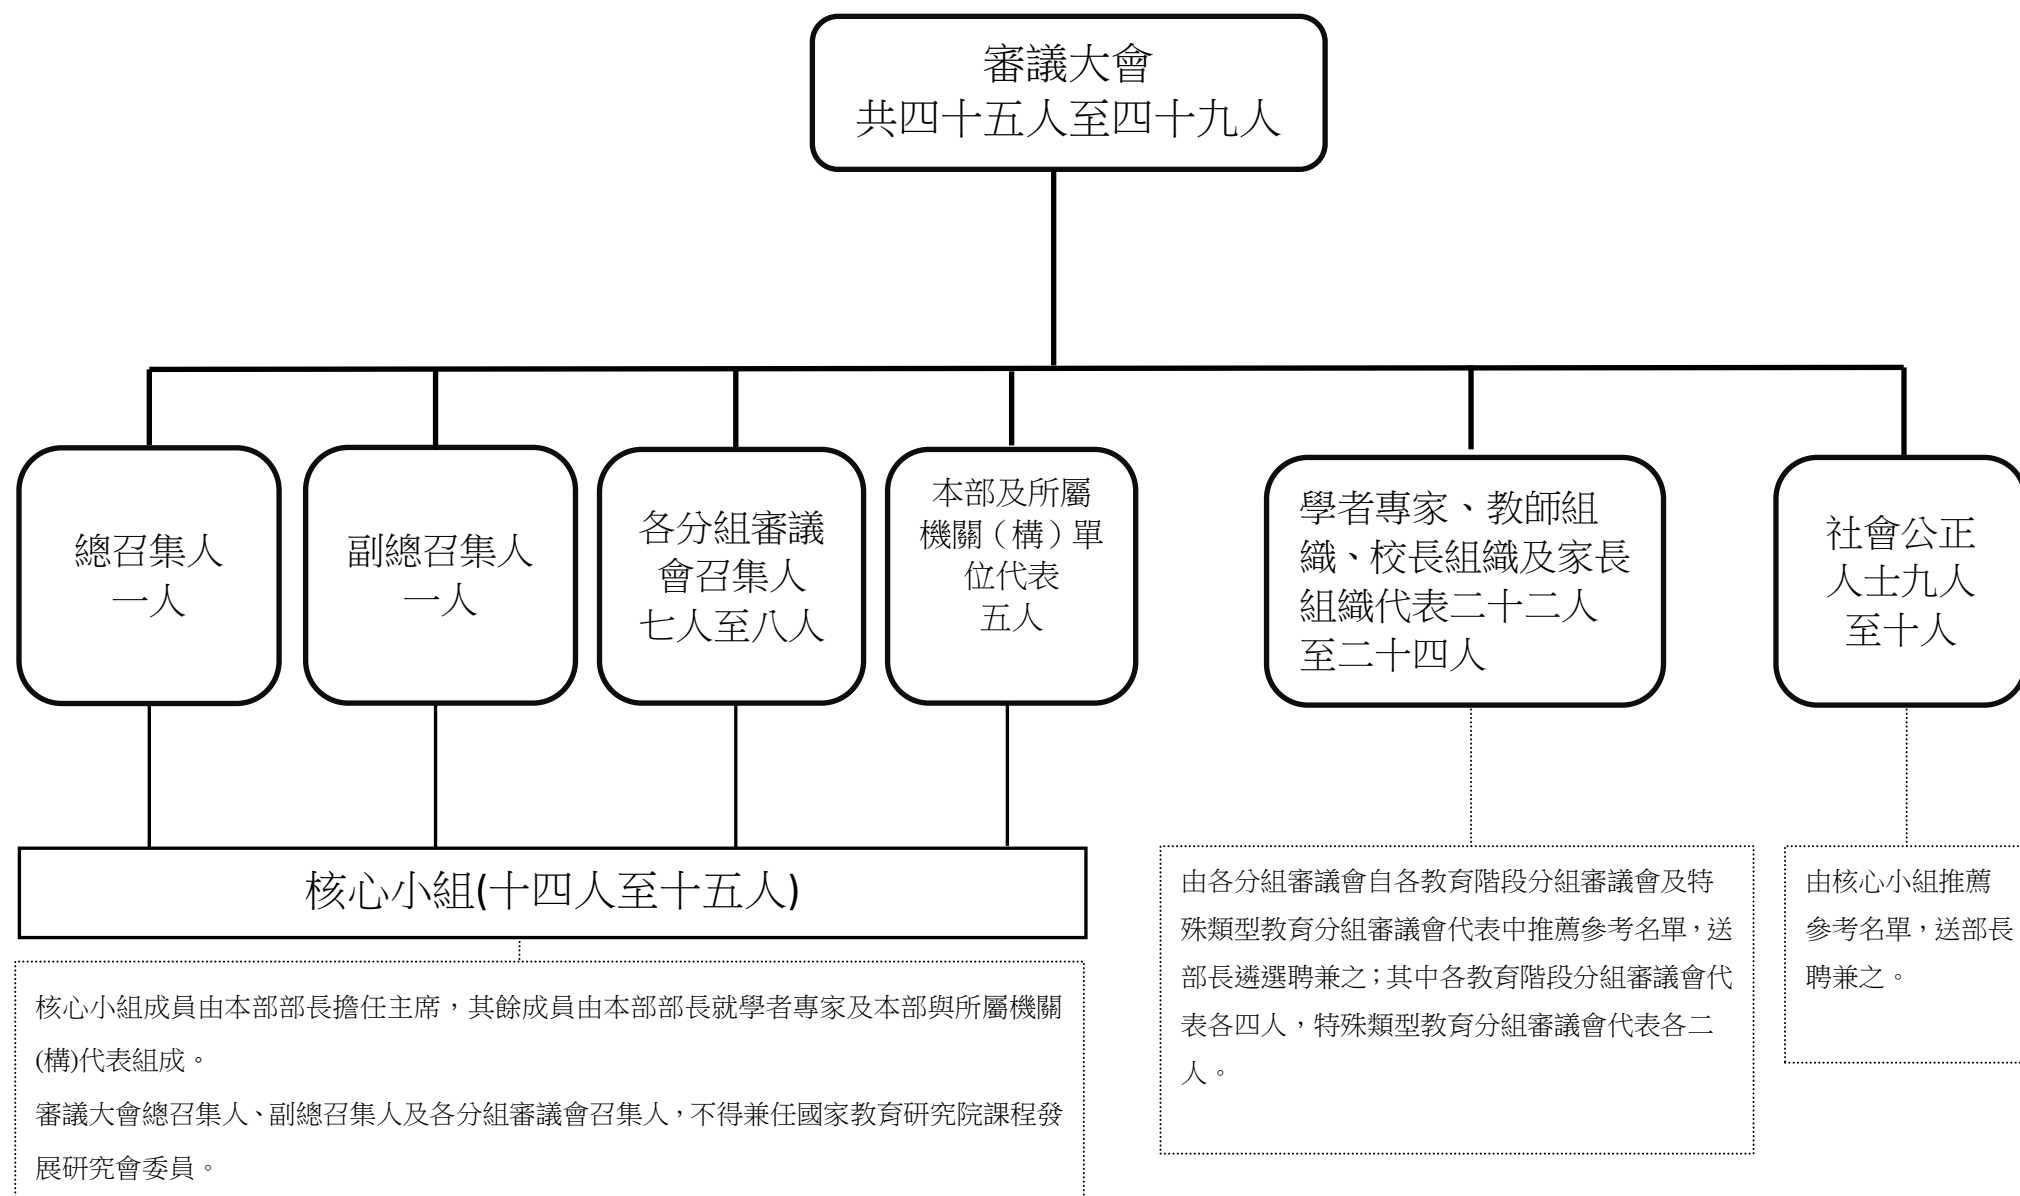 審議大會
共四十五人至四十九人
總召集人
一人
副總召集人
一人
各分組審議
會召集人
七人至八人
本部及所屬
機關（構）單
位代表
五人
學者專家、教師組
織、校長組織及家長
組織代表二十二人
至二十四人
社會公正
人士九人
至十人
核心小組(十四人至十五人)
核心小組成員由本部部長擔任主席，其餘成員由本部部長就學者專家及本部與所屬機關
(構)代表組成。
審議大會總召集人、副總召集人及各分組審議會召集人，不得兼任國家教育研究院課程發
展研究會委員。
由各分組審議會自各教育階段分組審議會及特
殊類型教育分組審議會代表中推薦參考名單，送
部長遴選聘兼之；其中各教育階段分組審議會代
表各四人，特殊類型教育分組審議會代表各二
人。
由核心小組推薦
參考名單，送部長
聘兼之。